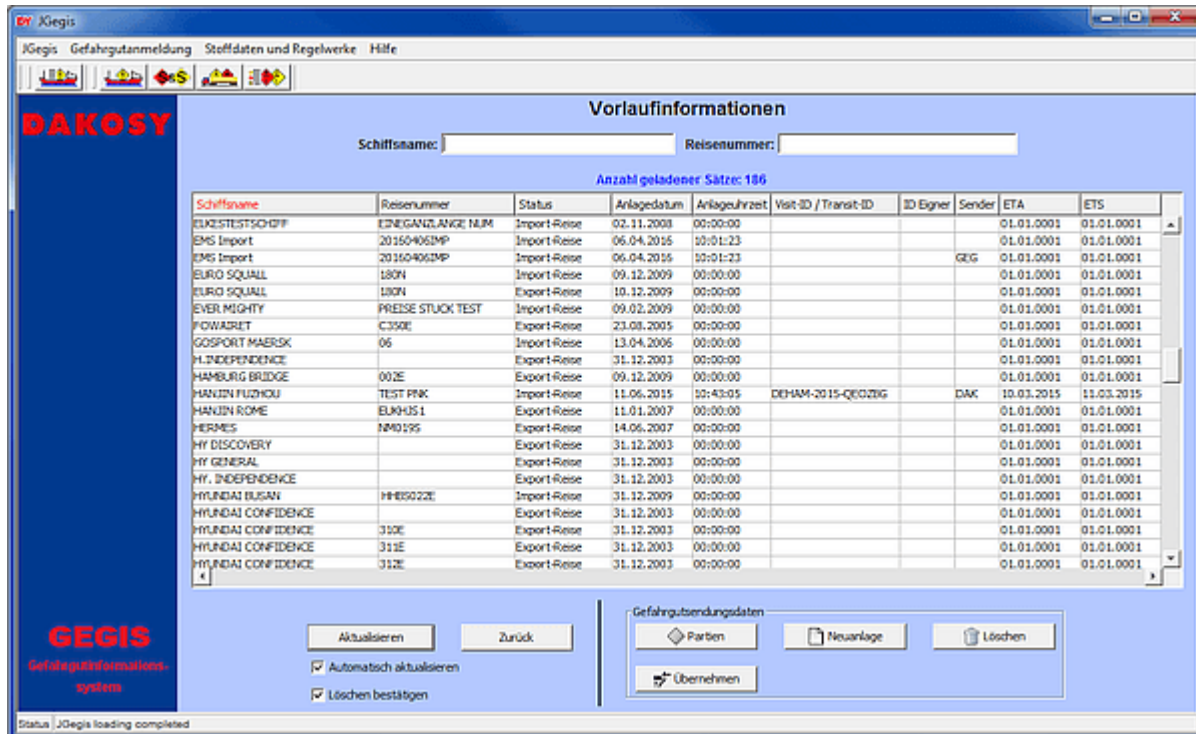 JGegis
JGegis Gefahrgutanmeldung Stoffdaten und Regelwerke Hilfe
DAKOSY
Vorlaufinformationen
Schiffsname: Reisenummer:
Anzahl geladener Sätze: 186
Schiffsname Reisenummer Status Anlagedatum Anlageuhrzeit Visit-ID / Transit-ID ID Eigner Sender ETA ETS
ELKESTESTSCHIFF EINEGANZLANGE NUM Import-Reise 02.11.2008 00:00:00 01.01.0001 01.01.0001
EMS Import 20160406IMP Import-Reise 06.04.2016 10:01:23 01.01.0001 01.01.0001
EMS Import 20160406IMP Import-Reise 06.04.2016 10:01:23 GEG 01.01.0001 01.01.0001
EURO SQUALL 180N Import-Reise 09.12.2009 00:00:00 01.01.0001 01.01.0001
EURO SQUALL 180N Export-Reise 10.12.2009 00:00:00 01.01.0001 01.01.0001
EVER MIGHTY PREISE STUCK TEST Import-Reise 09.02.2009 00:00:00 01.01.0001 01.01.0001
FOWAIRET C350E Export-Reise 23.08.2005 00:00:00 01.01.0001 01.01.0001
GOSPORT MAERSK 06 Import-Reise 13.04.2006 00:00:00 01.01.0001 01.01.0001
H.INDEPENDENCE Export-Reise 31.12.2003 00:00:00 01.01.0001 01.01.0001
HAMBURG BRIDGE 002E Export-Reise 09.12.2009 00:00:00 01.01.0001 01.01.0001
HANJIN FUZHOU TEST PNK Import-Reise 11.06.2015 10:43:05 DAK 10.03.2015 11.03.2015
HANJIN ROME EUKHJS1 Export-Reise 11.01.2007 00:00:00 01.01.0001 01.01.0001
HERMES NM019S Export-Reise 14.06.2007 00:00:00 01.01.0001 01.01.0001
HY DISCOVERY Export-Reise 31.12.2003 00:00:00 01.01.0001 01.01.0001
HY GENERAL Export-Reise 31.12.2003 00:00:00 01.01.0001 01.01.0001
HY. INDEPENDENCE Export-Reise 31.12.2003 00:00:00 01.01.0001 01.01.0001
HYUNDAI BUSAN HHBS022E Import-Reise 31.12.2009 00:00:00 01.01.0001 01.01.0001
HYUNDAI CONFIDENCE Export-Reise 31.12.2003 00:00:00 01.01.0001 01.01.0001
HYUNDAI CONFIDENCE 310E Export-Reise 31.12.2003 00:00:00 01.01.0001 01.01.0001
HYUNDAI CONFIDENCE 311E Export-Reise 31.12.2003 00:00:00 01.01.0001 01.01.0001
HYUNDAI CONFIDENCE 312E Export-Reise 31.12.2003 00:00:00 01.01.0001 01.01.0001
Gefahrgutsendungsdaten
Aktualisieren Zurück Partien Neuanlage Löschen
Automatisch aktualisieren
Übernehmen
Löschen bestätigen
GEGIS
Gefahrgutinformations-
system
Status JGegis loading completed